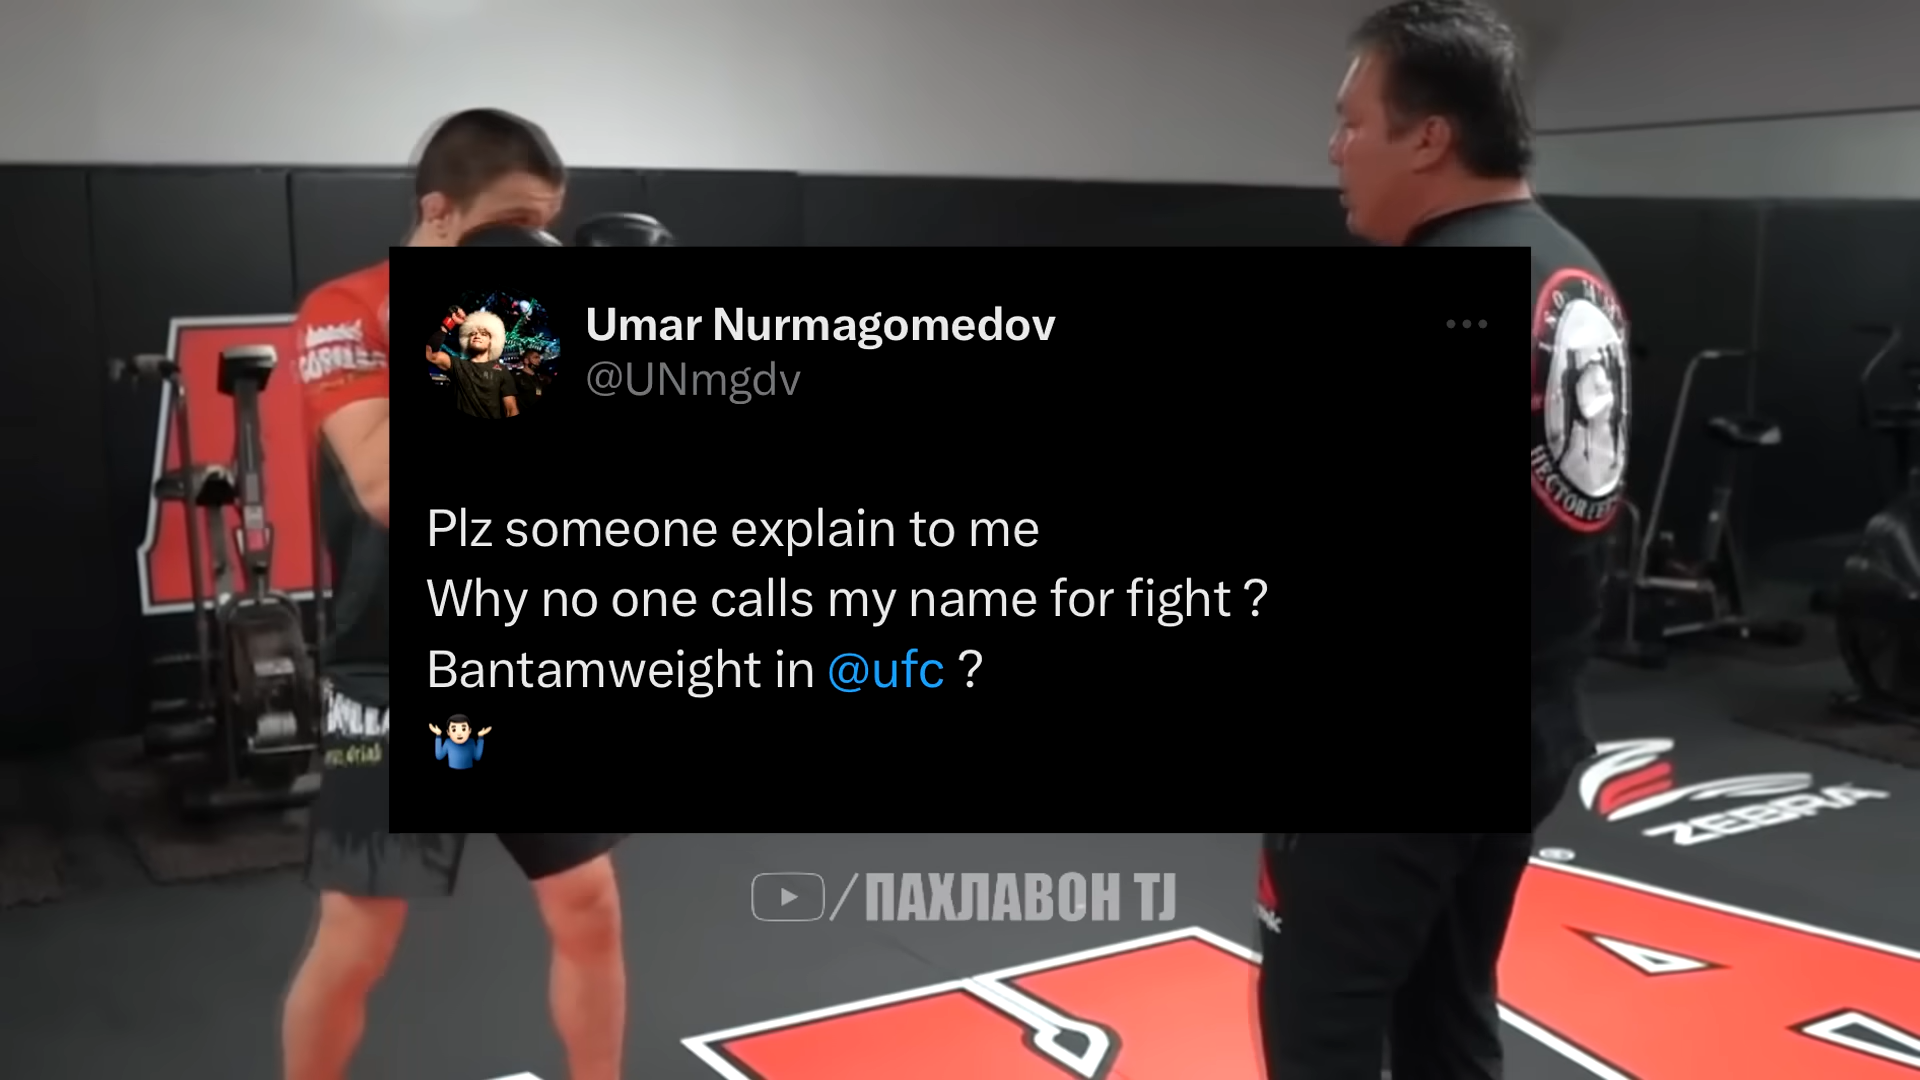 Umar Nurmagomedov
@UNmgdv
Plz someone explain to me
Why no one calls my name for fight ?
Bantamweight in @ufc ?
/ПАХЛАВОН TJ
ZEBRA